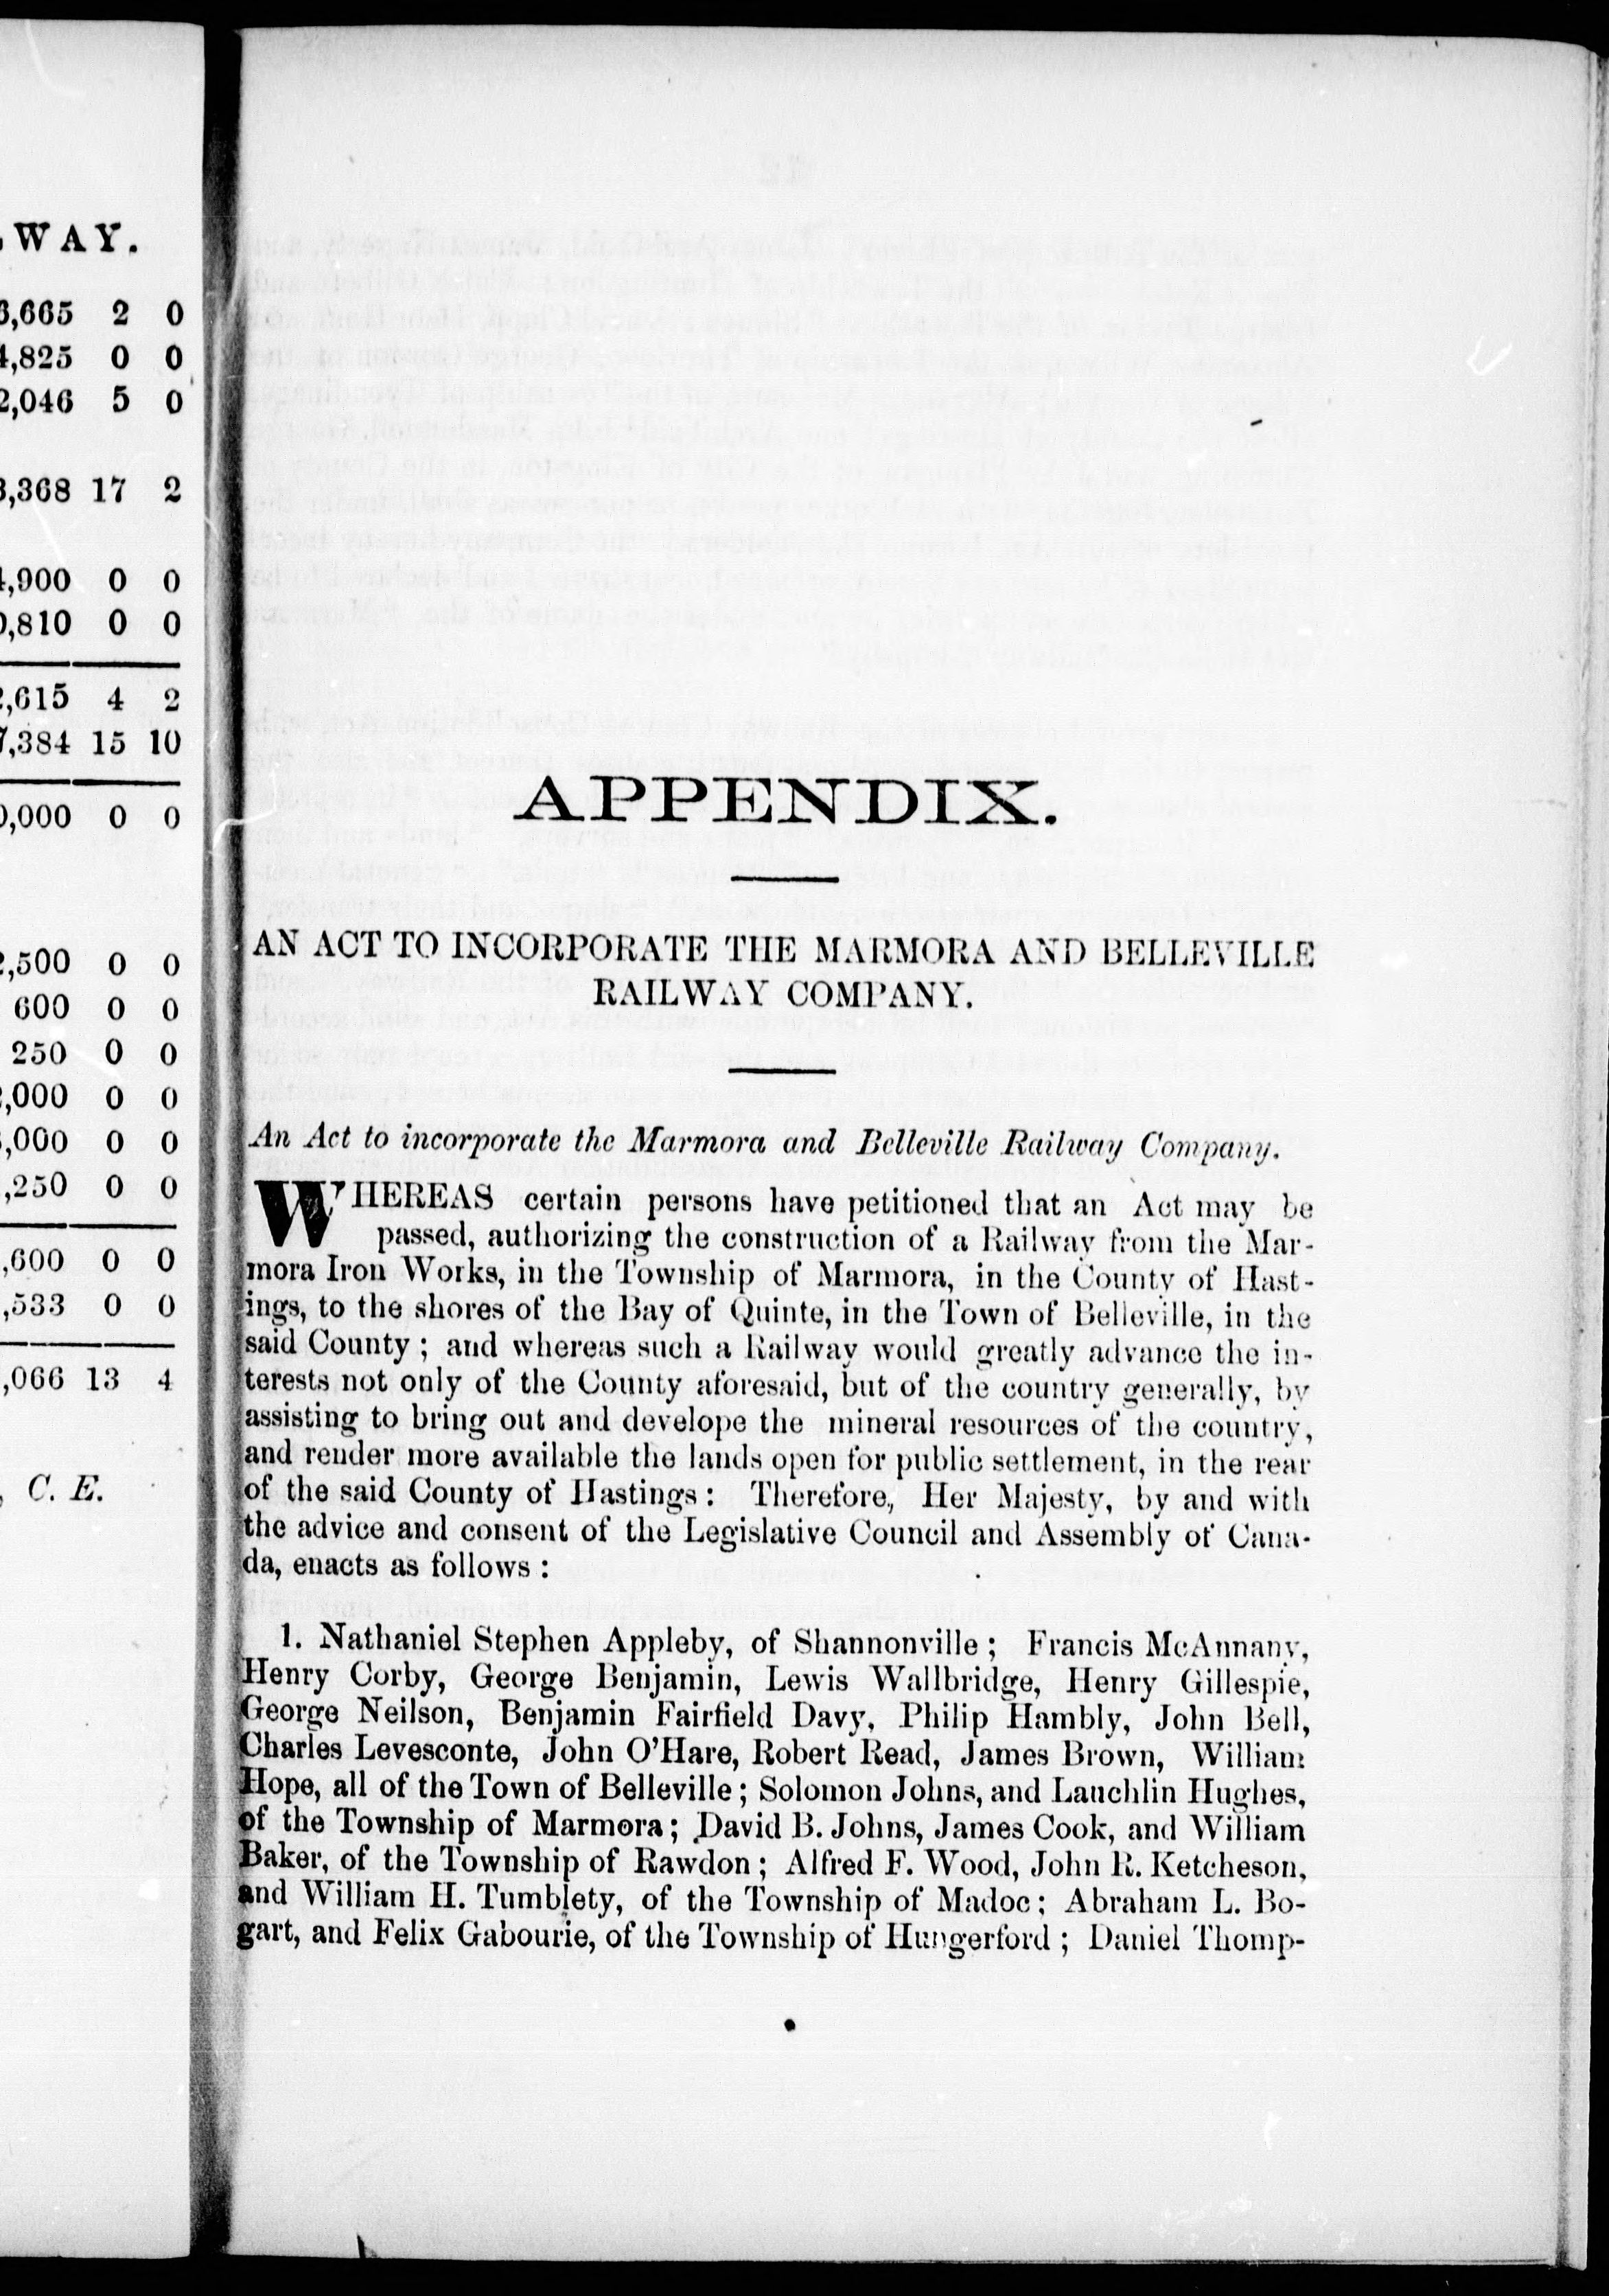 WAY.
6,665 2 0
4,825 0 0
2,046 5 0
3,368 17 2
4,900 0 0
0,810 0 0
2,615 4 2
7,384 15 10
0,000 0 0
2,500 0 0
600 0 0
250 0 0
2,000 0 0
,000 0 0
,250 0 0
,600 0 0
,533 0 0
,066 13 4
, C. E.
APPENDIX.
AN ACT TO INCORPORATE THE MARMORA AND BELLEVILLE
RAILWAY COMPANY.
An Act to incorporate the Marmora and Belleville Railway Company.
WHEREAS certain persons have petitioned that an Act may be
passed, authorizing the construction of a Railway from the Mar-
mora Iron Works, in the Township of Marmora, in the County of Hast-
ings, to the shores of the Bay of Quinte, in the Town of Belleville, in the
said County; and whereas such a Railway would greatly advance the in-
terests not only of the County aforesaid, but of the country generally, by
assisting to bring out and develope the mineral resources of the country,
and render more available the lands open for public settlement, in the rear
of the said County of Hastings: Therefore, Her Majesty, by and with
the advice and consent of the Legislative Council and Assembly of Cana-
da, enacts as follows:
1. Nathaniel Stephen Appleby, of Shannonville; Francis McAnnany,
Henry Corby, George Benjamin, Lewis Wallbridge, Henry Gillespie,
George Neilson, Benjamin Fairfield Davy, Philip Hambly, John Bell,
Charles Levesconte, John O'Hare, Robert Read, James Brown, William
Hope, all of the Town of Belleville; Solomon Johns, and Lauchlin Hughes,
of the Township of Marmora; David B. Johns, James Cook, and William
Baker, of the Township of Rawdon; Alfred F. Wood, John R. Ketcheson,
and William H. Tumblety, of the Township of Madoc; Abraham L. Bo-
gart, and Felix Gabourie, of the Township of Hungerford; Daniel Thomp-